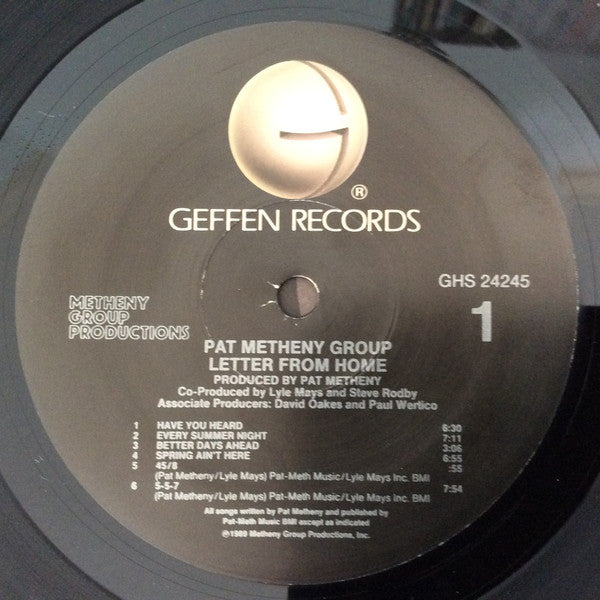 ®
GEFFEN RECORDS
GHS 24245
1
METHENY
GROUP
PRODUCTIONS
PAT METHENY GROUP
LETTER FROM HOME
PRODUCED BY PAT METHENY
Co-Produced by Lyle Mays and Steve Rodby
Associate Producers: David Oakes and Paul Wertico
1 HAVE YOU HEARD 6:30
2 EVERY SUMMER NIGHT 7:11
3 BETTER DAYS AHEAD 3:06
4 SPRING AIN'T HERE 6:55
5 45/8 :55
(Pat Metheny/Lyle Mays) Pat-Meth Music/Lyle Mays Inc. BMI
6 5-5-7 7:54
(Pat Metheny/Lyle Mays) Pat-Meth Music/Lyle Mays Inc. BMI
All songs written by Pat Metheny and published by
Pat-Meth Music BMI except as indicated
℗1989 Metheny Group Productions, Inc.